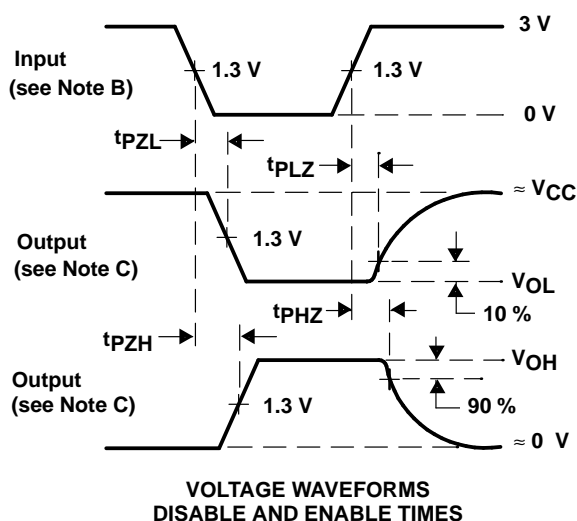 3 V
Input
(see Note B)
1.3 V
1.3 V
0 V
tPZL
tPLZ
≈ VCC
Output
(see Note C)
1.3 V
VOL
10 %
tPHZ
tPZH
VOH
Output
(see Note C)
1.3 V
90 %
≈ 0 V
VOLTAGE WAVEFORMS
DISABLE AND ENABLE TIMES